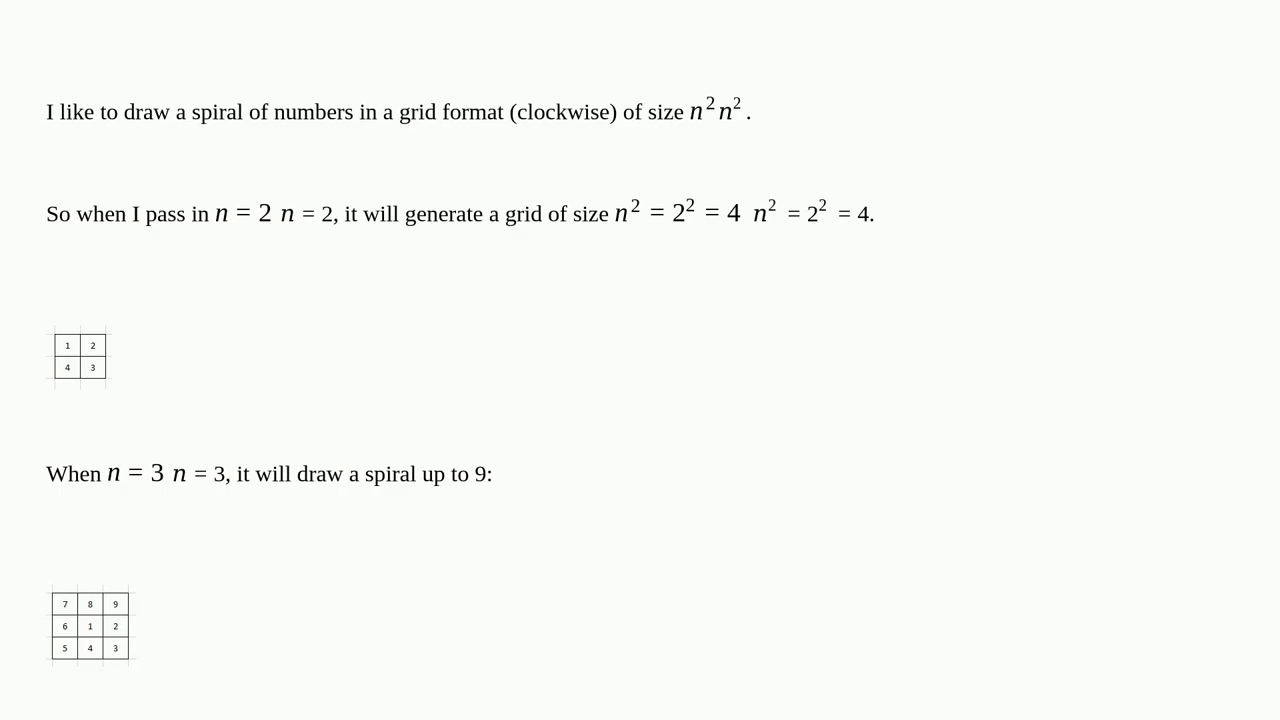 I like to draw a spiral of numbers in a grid format (clockwise) of size n² n² .
So when I pass in n = 2 n = 2, it will generate a grid of size n² = 2² = 4 n² = 2² = 4.
1 2
4 3
When n = 3 n = 3, it will draw a spiral up to 9:
7 8 9
6 1 2
5 4 3